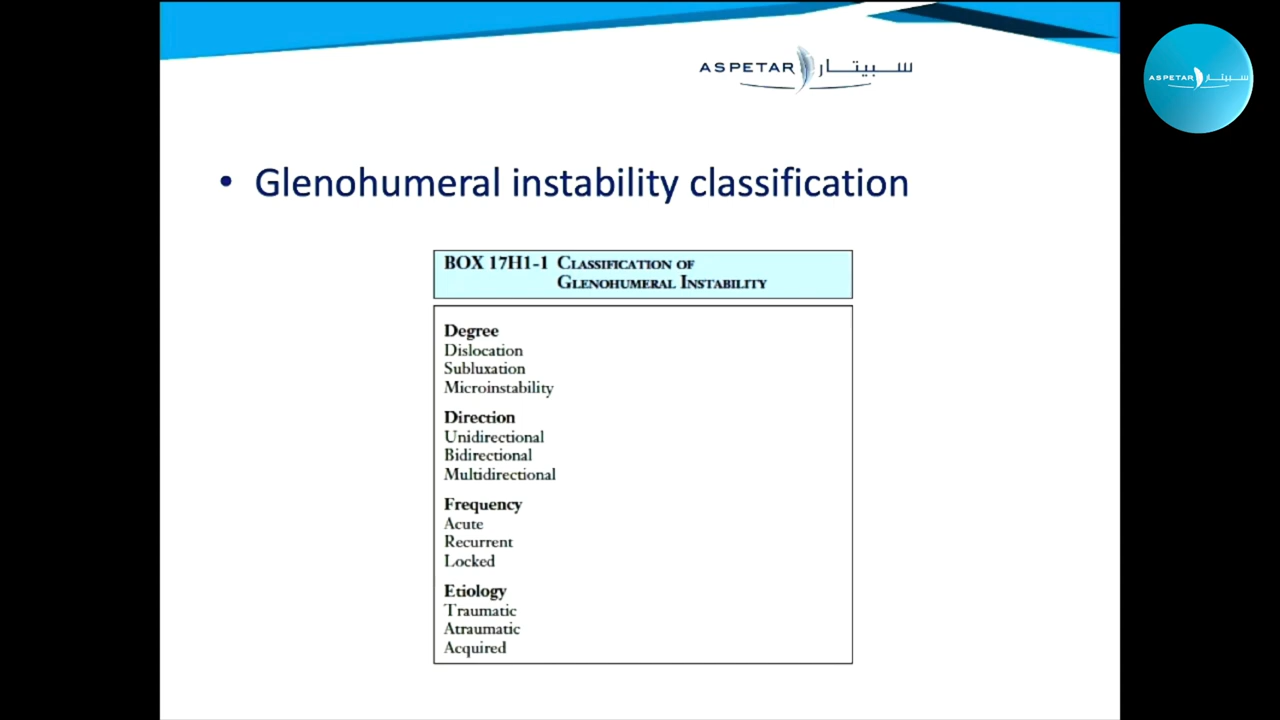 ASPETAR سبيتار
ASPETAR سبيتار
• Glenohumeral instability classification
BOX 17H1-1 CLASSIFICATION OF
GLENOHUMERAL INSTABILITY
Degree
Dislocation
Subluxation
Microinstability
Direction
Unidirectional
Bidirectional
Multidirectional
Frequency
Acute
Recurrent
Locked
Etiology
Traumatic
Atraumatic
Acquired